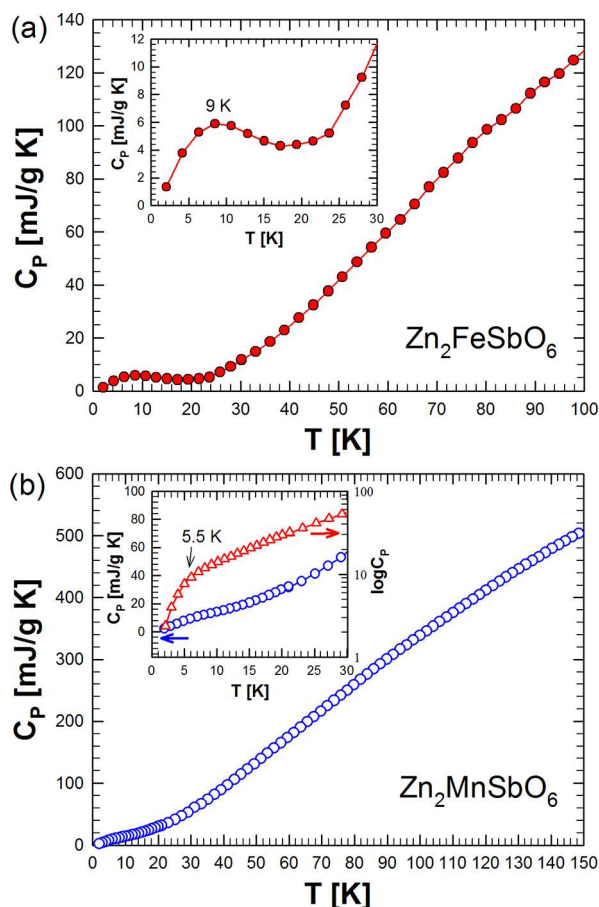 (a)
140
120
100
80
60
40
20
0
C_P [mJ/g K]
0 10 20 30 40 50 60 70 80 90 100
T [K]
Zn₂FeSbO₆
12
10
8
6
4
2
0
C_P [mJ/g K]
9 K
0 5 10 15 20 25 30
T [K]
(b)
600
500
400
300
200
100
0
C_P [mJ/g K]
0 10 20 30 40 50 60 70 80 90 100 110 120 130 140 150
T [K]
Zn₂MnSbO₆
100
80
60
40
20
0
C_P [mJ/g K]
5.5 K
100
10
1
logC_P
0 5 10 15 20 25 30
T [K]